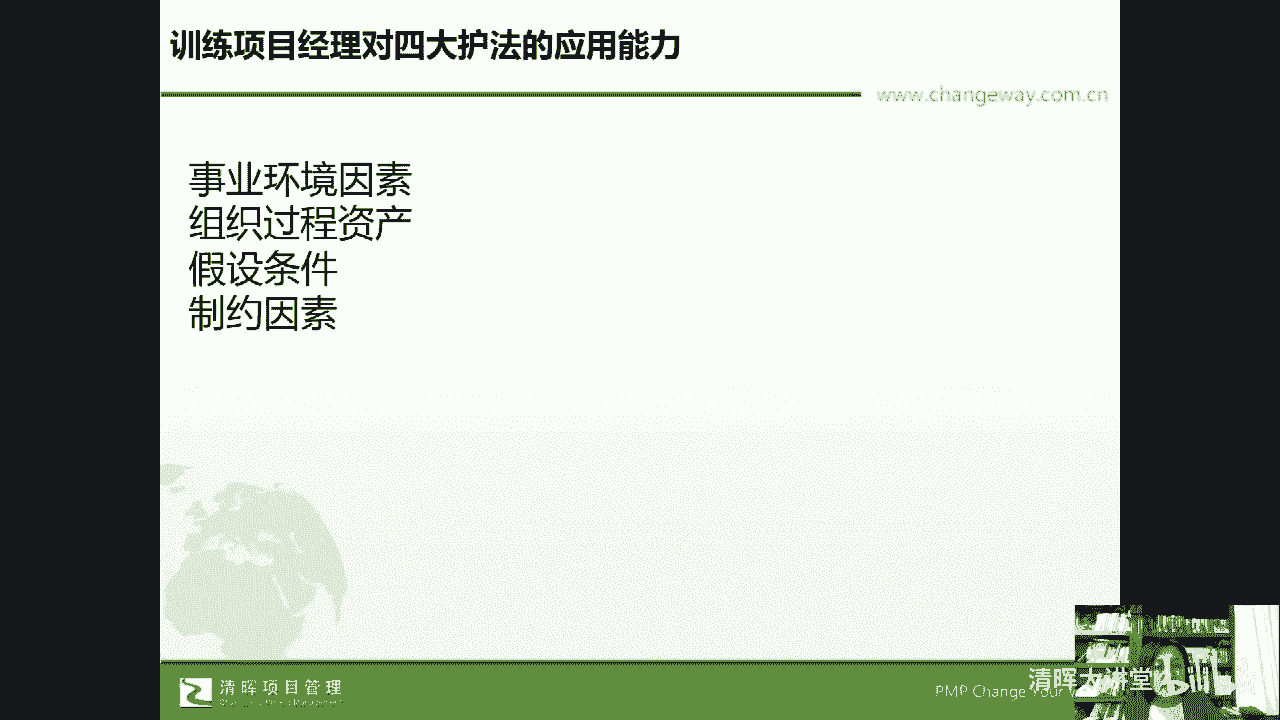 训练项目经理对四大护法的应用能力
www.changeway.com.cn
事业环境因素
组织过程资产
假设条件
制约因素
清晖项目管理
PMP Change Your
清晖大讲堂